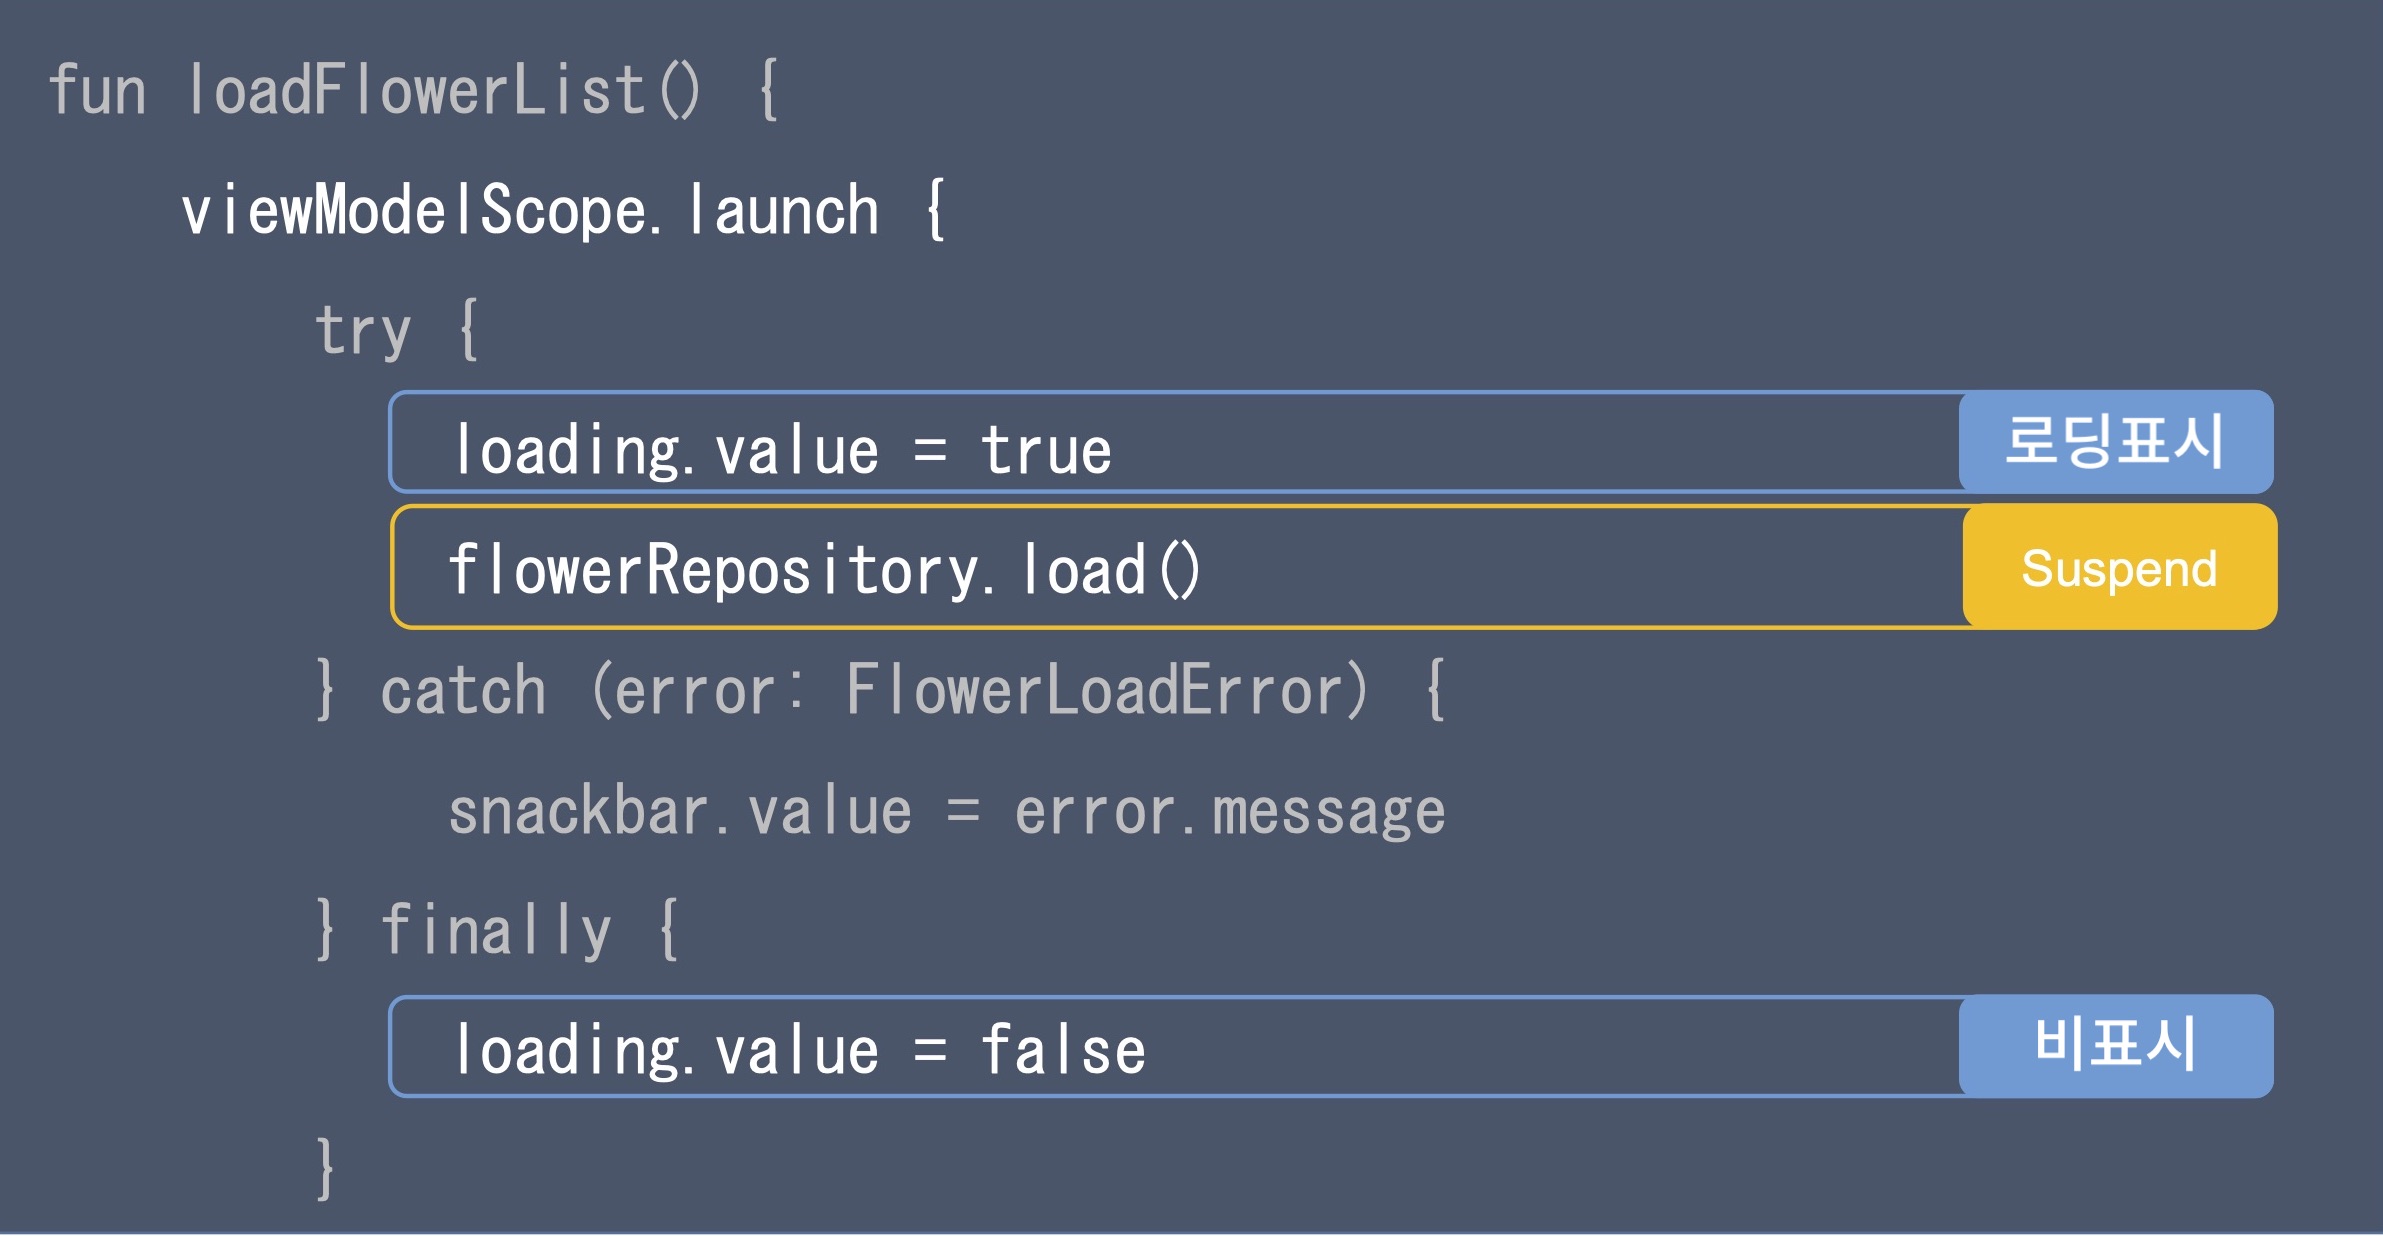 fun loadFlowerList() {
viewModelScope.launch {
try {
loading.value = true 로딩표시
flowerRepository.load() Suspend
} catch (error: FlowerLoadError) {
snackbar.value = error.message
} finally {
loading.value = false 비표시
}